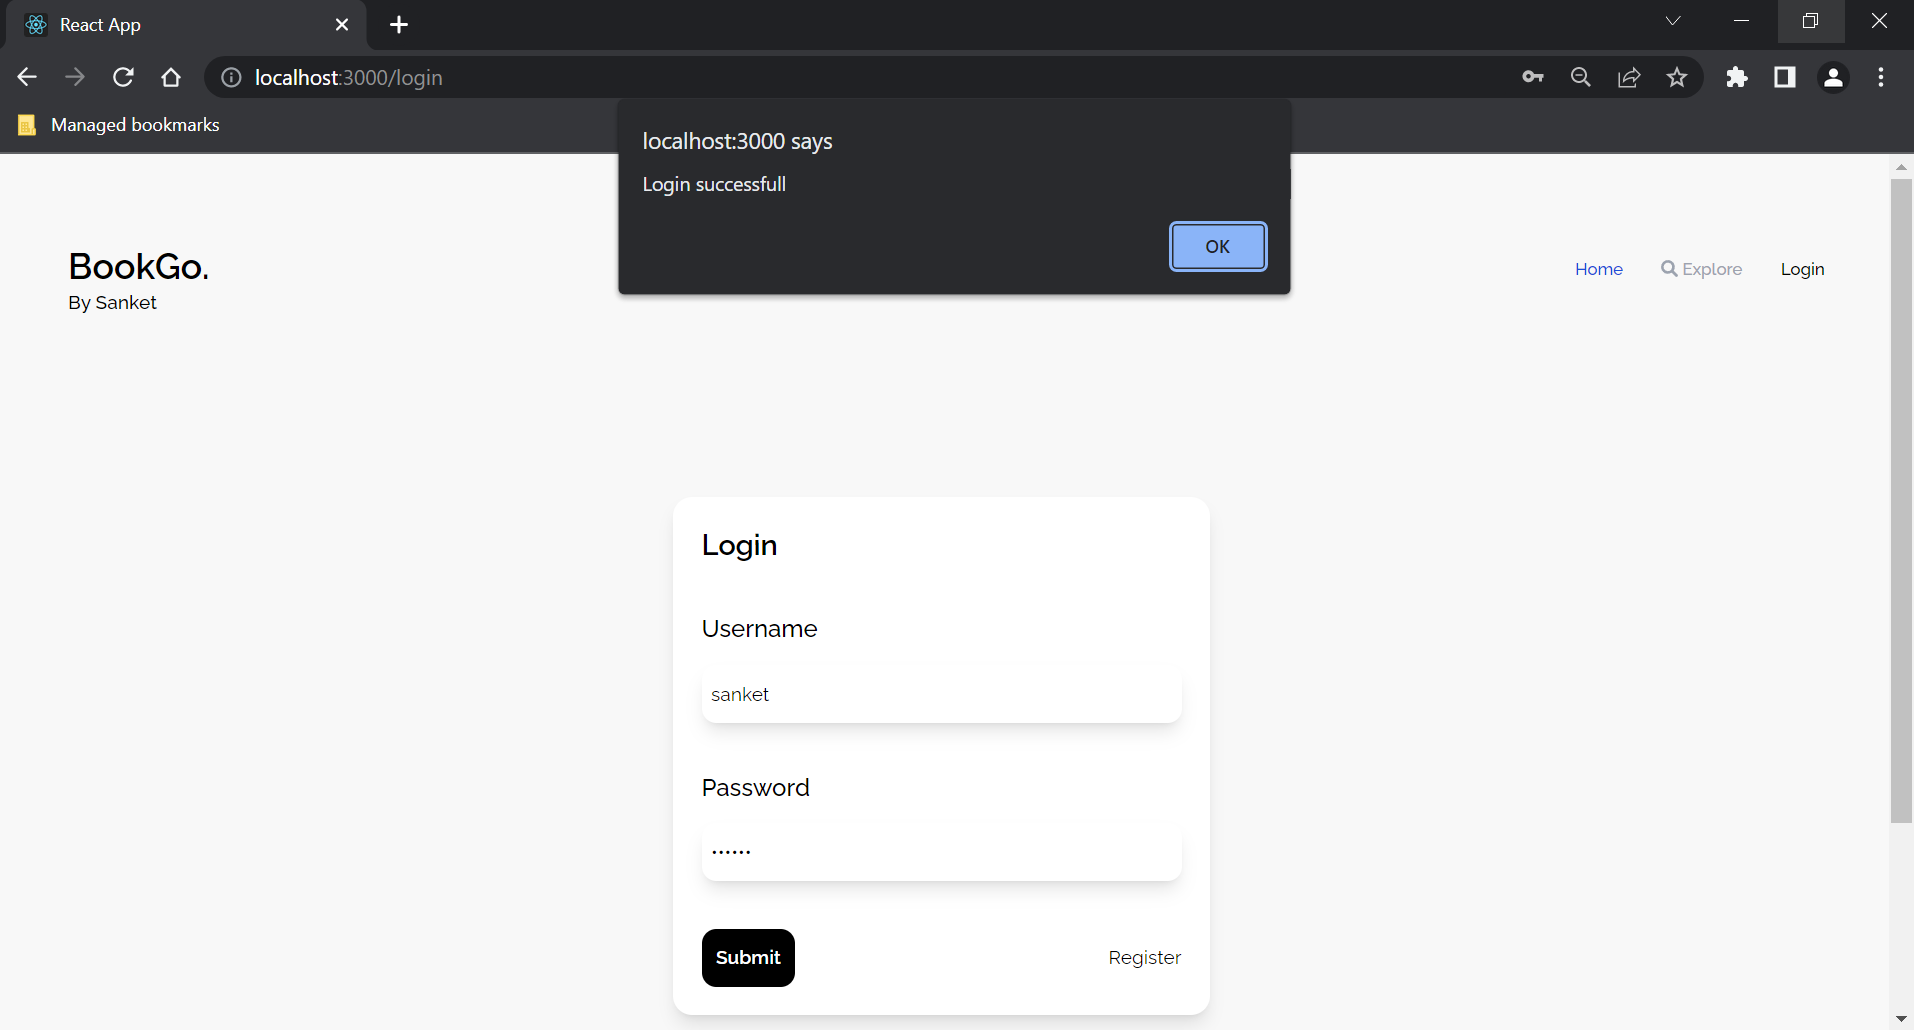 React App
localhost:3000/login
Managed bookmarks
localhost:3000 says
Login successfull
OK
BookGo.
By Sanket
Home
Explore
Login
Login
Username
sanket
Password
••••••
Submit
Register